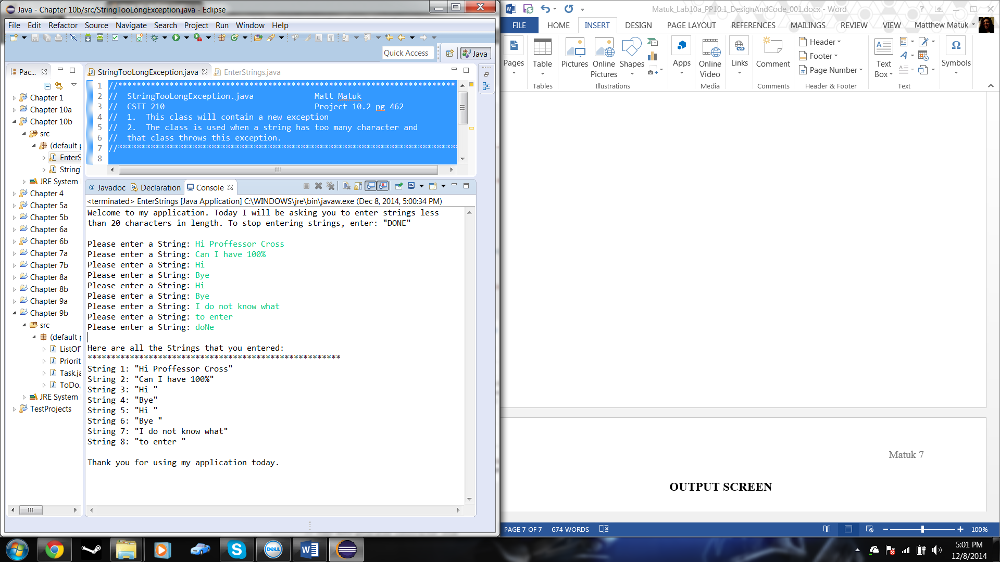 Java - Chapter 10b/src/StringTooLongException.java - Eclipse
File Edit Refactor Source Navigate Search Project Run Window Help
Quick Access
Java
Pac...
Chapter 1
Chapter 10a
Chapter 10b
src
(default p
EnterS
String
JRE System
Chapter 4
Chapter 5a
Chapter 5b
Chapter 6a
Chapter 6b
Chapter 7a
Chapter 7b
Chapter 8a
Chapter 8b
Chapter 9a
Chapter 9b
src
(default p
ListOf
Priorit
Task.ja
ToDo.
JRE System
TestProjects
StringTooLongException.java EnterStrings.java
1 //************************************************************************
2 // StringTooLongException.java Matt Matuk
3 // CSIT 210 Project 10.2 pg 462
4 // 1. This class will contain a new exception
5 // 2. The class is used when a string has too many character and
6 // that class throws this exception.
7 //*************************************************************************
8
Javadoc Declaration Console
<terminated> EnterStrings [Java Application] C:\WINDOWS\jre\bin\javaw.exe (Dec 8, 2014, 5:00:34 PM)
Welcome to my application. Today I will be asking you to enter strings less
than 20 characters in length. To stop entering strings, enter: "DONE"
Please enter a String: Hi Proffessor Cross
Please enter a String: Can I have 100%
Please enter a String: Hi
Please enter a String: Bye
Please enter a String: Hi
Please enter a String: Bye
Please enter a String: I do not know what
Please enter a String: to enter
Please enter a String: doNe
Here are all the Strings that you entered:
******************************************************
String 1: "Hi Proffessor Cross"
String 2: "Can I have 100%"
String 3: "Hi "
String 4: "Bye"
String 5: "Hi "
String 6: "Bye "
String 7: "I do not know what"
String 8: "to enter "
Thank you for using my application today.
Matuk_Lab10a_PP10.1_DesignAndCode_001.docx - Word
FILE HOME INSERT DESIGN PAGE LAYOUT REFERENCES MAILINGS REVIEW VIEW Matthew Matuk
Pages
Table
Tables
Pictures
Online Pictures
Shapes
Illustrations
Apps
Online Video
Media
Links
Comment
Comments
Header
Footer
Page Number
Header & Footer
Text Box
Text
Symbols
Matuk 7
OUTPUT SCREEN
PAGE 7 OF 7 674 WORDS 100%
DELL
5:01 PM
12/8/2014